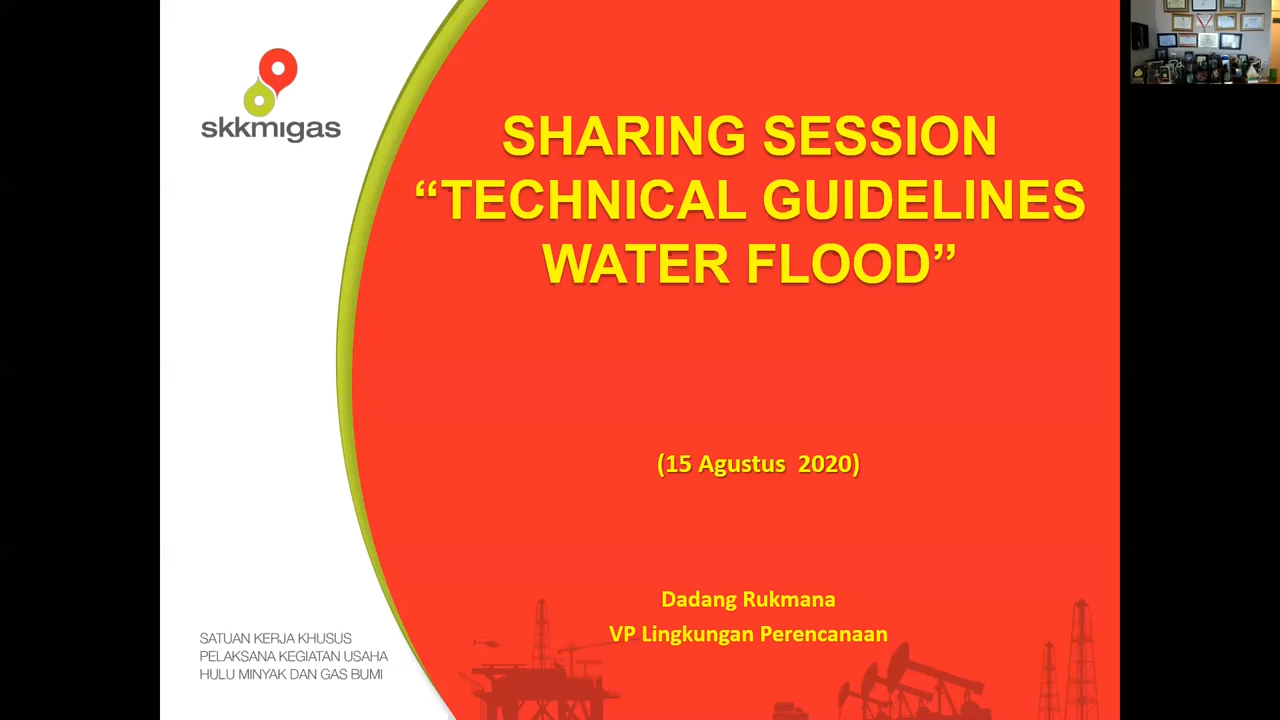 skkmigas
SHARING SESSION
“TECHNICAL GUIDELINES
WATER FLOOD”
(15 Agustus 2020)
Dadang Rukmana
VP Lingkungan Perencanaan
SATUAN KERJA KHUSUS
PELAKSANA KEGIATAN USAHA
HULU MINYAK DAN GAS BUMI